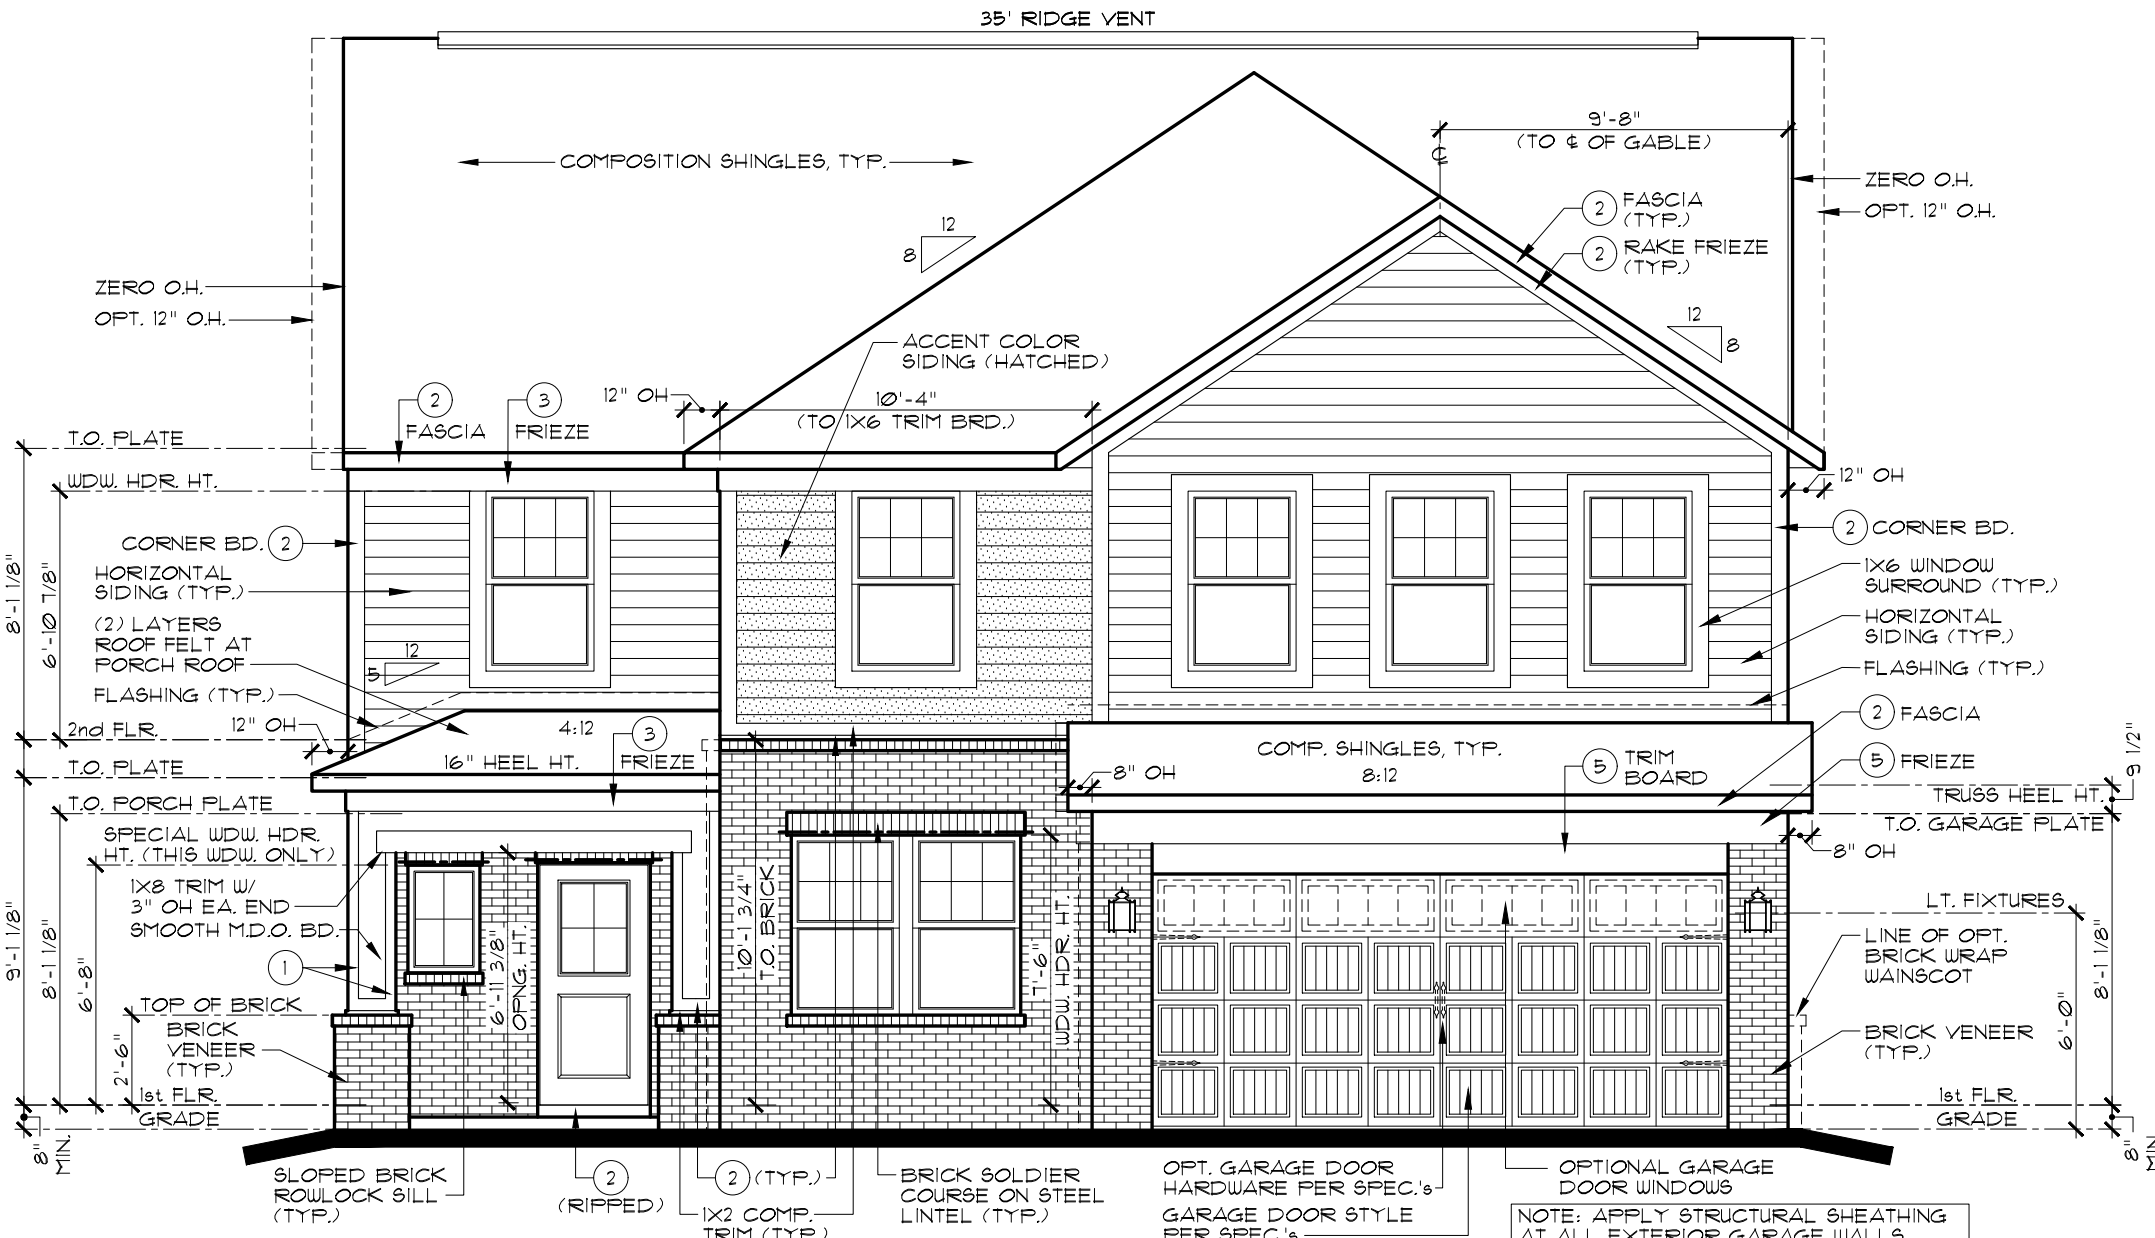 35' RIDGE VENT
9'-8"
(TO ℄ OF GABLE)
℄
COMPOSITION SHINGLES, TYP.
ZERO O.H.
OPT. 12" O.H.
2 FASCIA
(TYP.)
2 RAKE FRIEZE
(TYP.)
12
8
ZERO O.H.
OPT. 12" O.H.
12
8
ACCENT COLOR
SIDING (HATCHED)
12" OH
10'-4"
(TO 1X6 TRIM BRD.)
2
FASCIA
3
FRIEZE
T.O. PLATE
WDW. HDR. HT.
12" OH
CORNER BD. 2
2 CORNER BD.
HORIZONTAL
SIDING (TYP.)
1X6 WINDOW
SURROUND (TYP.)
(2) LAYERS
ROOF FELT AT
PORCH ROOF
HORIZONTAL
SIDING (TYP.)
12
5
FLASHING (TYP.)
FLASHING (TYP.)
8'-1 1/8"
6'-10 7/8"
2nd FLR.
12" OH
4:12
3
FRIEZE
16" HEEL HT.
2 FASCIA
COMP. SHINGLES, TYP.
8:12
5 TRIM
BOARD
5 FRIEZE
9 1/2"
T.O. PLATE
8" OH
TRUSS HEEL HT.
T.O. PORCH PLATE
T.O. GARAGE PLATE
SPECIAL WDW. HDR.
HT. (THIS WDW. ONLY)
8" OH
1X8 TRIM W/
3" OH EA. END
SMOOTH M.D.O. BD.
LT. FIXTURES
1
LINE OF OPT.
BRICK WRAP
WAINSCOT
9'-1 1/8"
8'-1 1/8"
6'-8"
2'-6"
6'-11 3/8"
OPNG. HT.
10'-1 3/4"
T.O. BRICK
7'-6"
WDW. HDR. HT.
6'-0"
8'-1 1/8"
TOP OF BRICK
BRICK
VENEER
(TYP.)
BRICK VENEER
(TYP.)
1st FLR.
GRADE
1st FLR.
GRADE
8"
MIN.
8"
SLOPED BRICK
ROWLOCK SILL
(TYP.)
2
(RIPPED)
2 (TYP.)
1X2 COMP.
TRIM (TYP.)
BRICK SOLDIER
COURSE ON STEEL
LINTEL (TYP.)
OPT. GARAGE DOOR
HARDWARE PER SPEC.'s
GARAGE DOOR STYLE
PER SPEC.'s
OPTIONAL GARAGE
DOOR WINDOWS
NOTE: APPLY STRUCTURAL SHEATHING
AT ALL EXTERIOR GARAGE WALLS